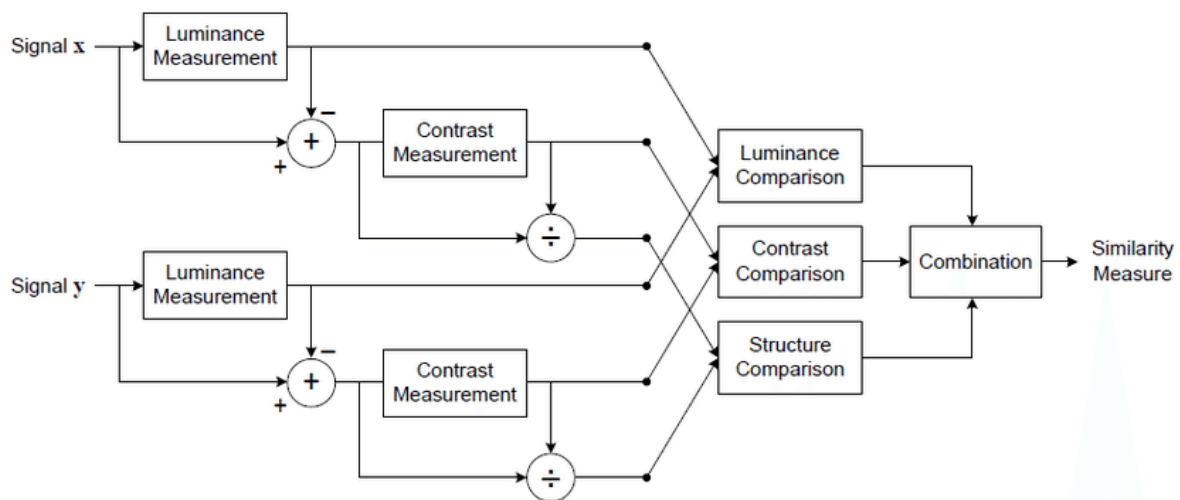 Signal x
Luminance
Measurement
−
+
+
Contrast
Measurement
÷
Signal y
Luminance
Measurement
−
+
+
Contrast
Measurement
÷
Luminance
Comparison
Contrast
Comparison
Structure
Comparison
Combination
Similarity
Measure